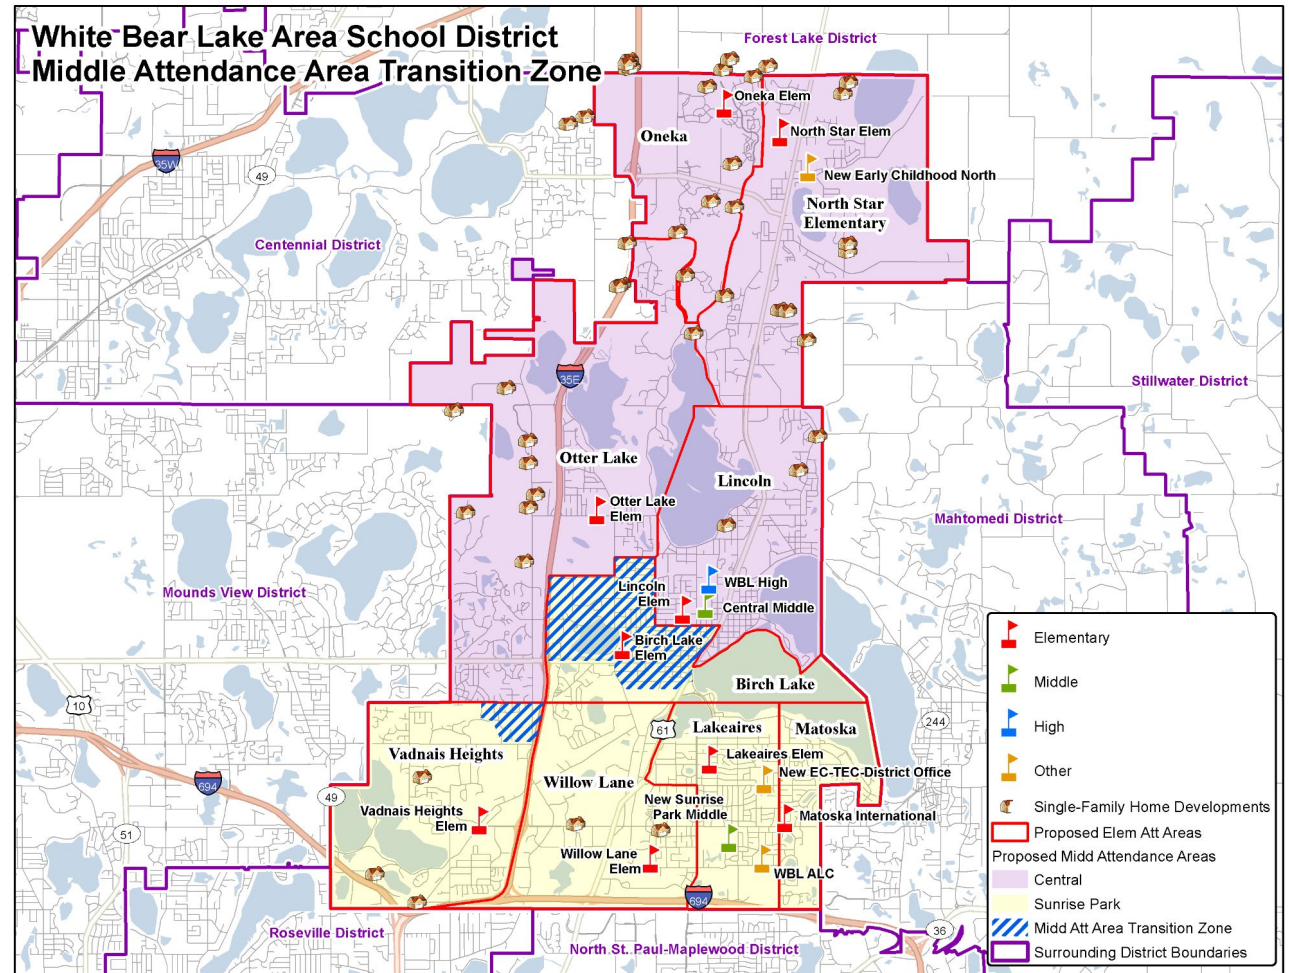 White Bear Lake Area School District
Middle Attendance Area Transition Zone
Forest Lake District
Oneka Elem
Oneka
North Star Elem
35W
49
New Early Childhood North
North Star
Elementary
Centennial District
35E
Stillwater District
Otter Lake
Lincoln
Otter Lake
Elem
Mahtomedi District
Mounds View District
WBL High
Lincoln
Elem
Central Middle
Birch Lake
Elem
Birch Lake
10
61
244
Lakeaires
Matoska
Vadnais Heights
Willow Lane
Lakeaires Elem
New EC-TEC-District Office
694
49
New Sunrise
Park Middle
Vadnais Heights
Elem
Matoska International
51
Willow Lane
Elem
WBL ALC
694
36
Roseville District
North St. Paul-Maplewood District
Elementary
Middle
High
Other
Single-Family Home Developments
Proposed Elem Att Areas
Proposed Midd Attendance Areas
Central
Sunrise Park
Midd Att Area Transition Zone
Surrounding District Boundaries